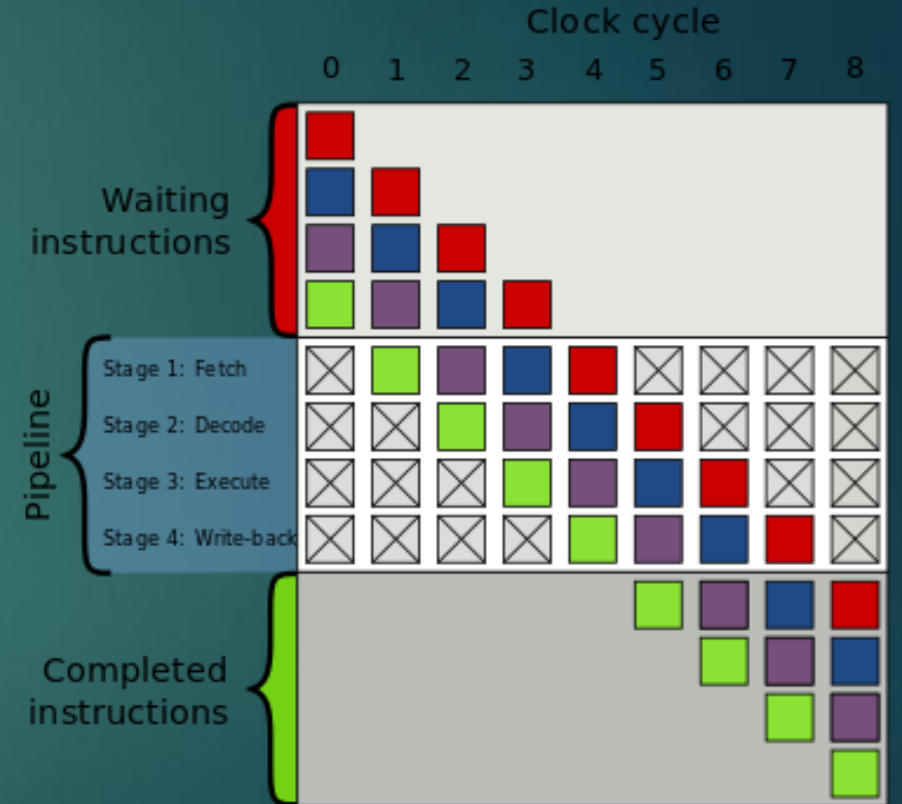 Clock cycle
0 1 2 3 4 5 6 7 8
Waiting
instructions
Pipeline
Stage 1: Fetch
Stage 2: Decode
Stage 3: Execute
Stage 4: Write-back
Completed
instructions